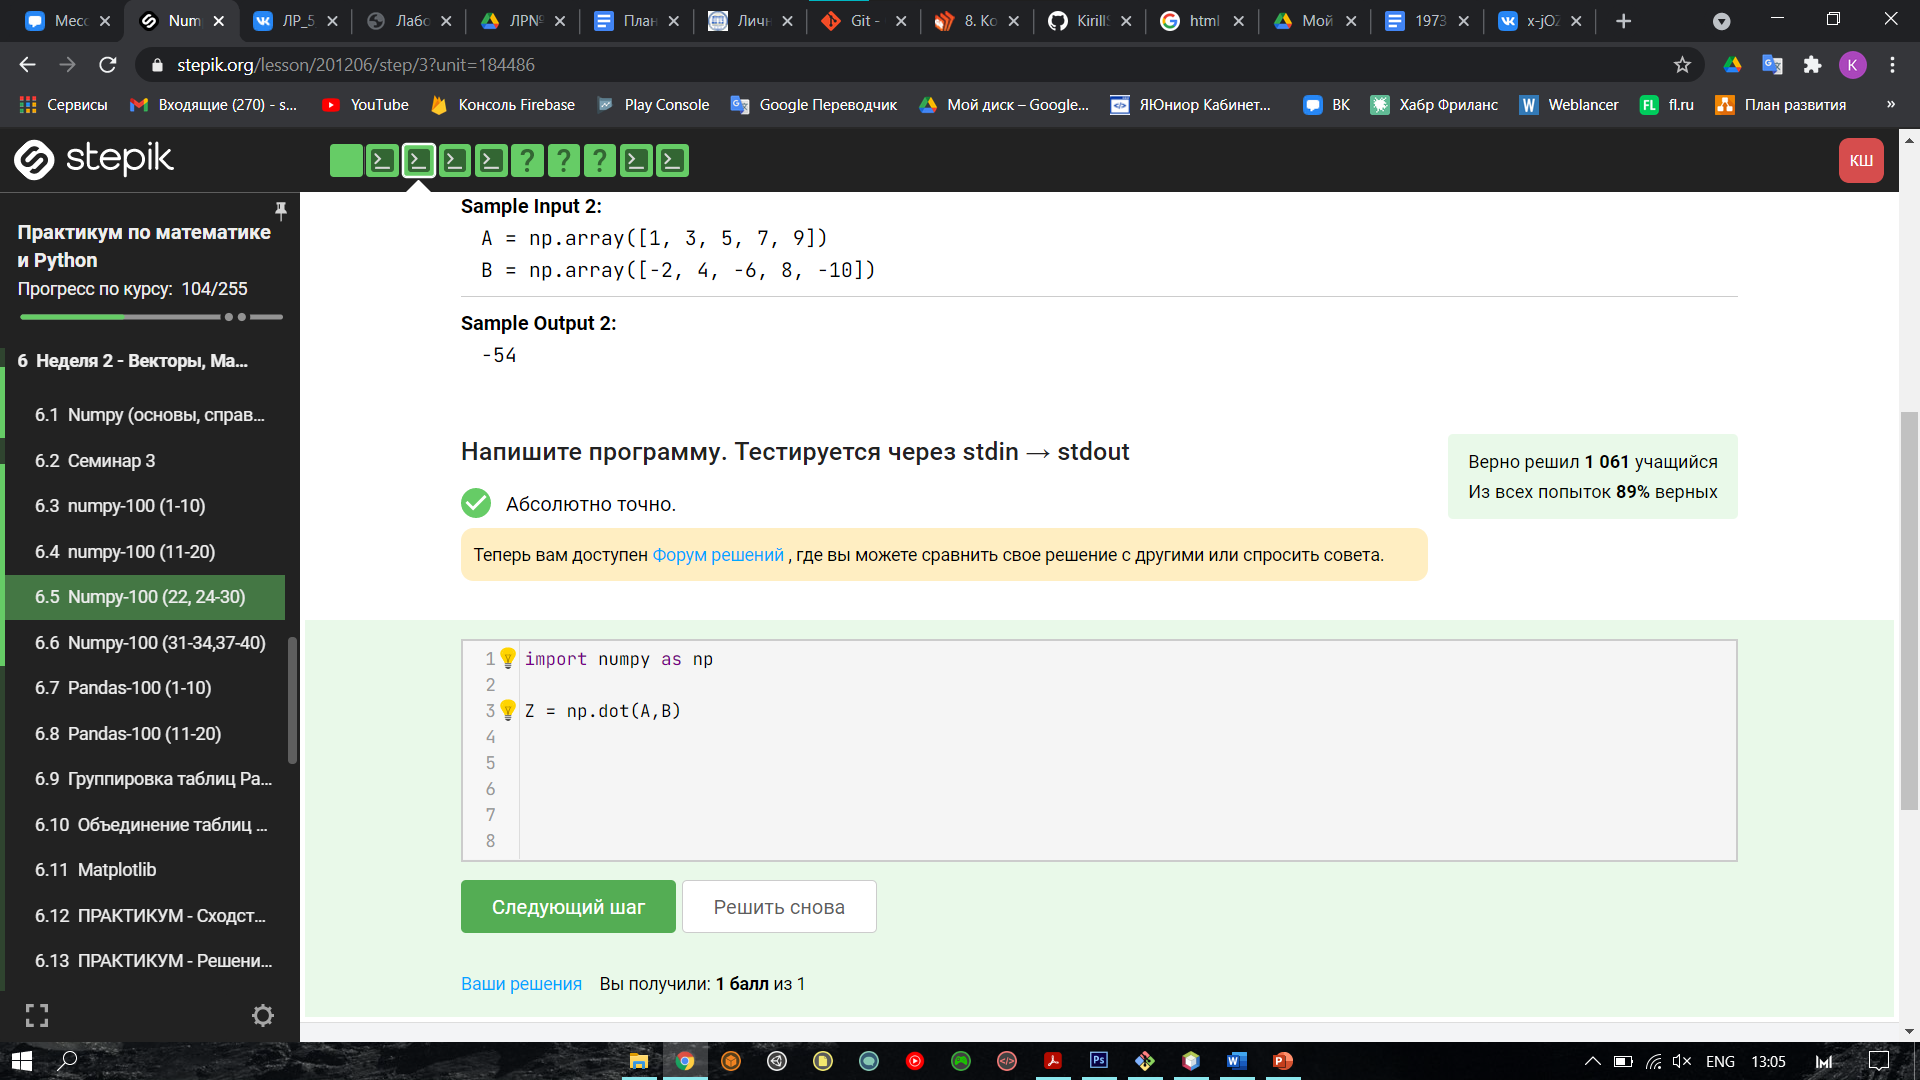 Месс
Num
ЛР_5
Лабо
ЛРN
План
Личн
Git -
8. Ко
Kirill
html
Мой
1973
x-jO
stepik.org/lesson/201206/step/3?unit=184486
K
Сервисы
Входящие (270) - s...
YouTube
Консоль Firebase
Play Console
Google Переводчик
Мой диск – Google...
ЯЮниор Кабинет...
ВК
Хабр Фриланс
Weblancer
fl.ru
План развития
»
stepik
КШ
Практикум по математике
и Python
Прогресс по курсу: 104/255
6 Неделя 2 - Векторы, Ма...
6.1 Numpy (основы, справ...
6.2 Семинар 3
6.3 numpy-100 (1-10)
6.4 numpy-100 (11-20)
6.5 Numpy-100 (22, 24-30)
6.6 Numpy-100 (31-34,37-40)
6.7 Pandas-100 (1-10)
6.8 Pandas-100 (11-20)
6.9 Группировка таблиц Pa...
6.10 Объединение таблиц ...
6.11 Matplotlib
6.12 ПРАКТИКУМ - Сходст...
6.13 ПРАКТИКУМ - Решени...
Sample Input 2:
A = np.array([1, 3, 5, 7, 9])
B = np.array([-2, 4, -6, 8, -10])
Sample Output 2:
-54
Напишите программу. Тестируется через stdin → stdout
Верно решил 1 061 учащийся
Из всех попыток 89% верных
Абсолютно точно.
Теперь вам доступен Форум решений , где вы можете сравнить свое решение с другими или спросить совета.
1 import numpy as np
2
3 Z = np.dot(A,B)
4
5
6
7
8
Следующий шаг
Решить снова
Ваши решения Вы получили: 1 балл из 1
ENG
13:05